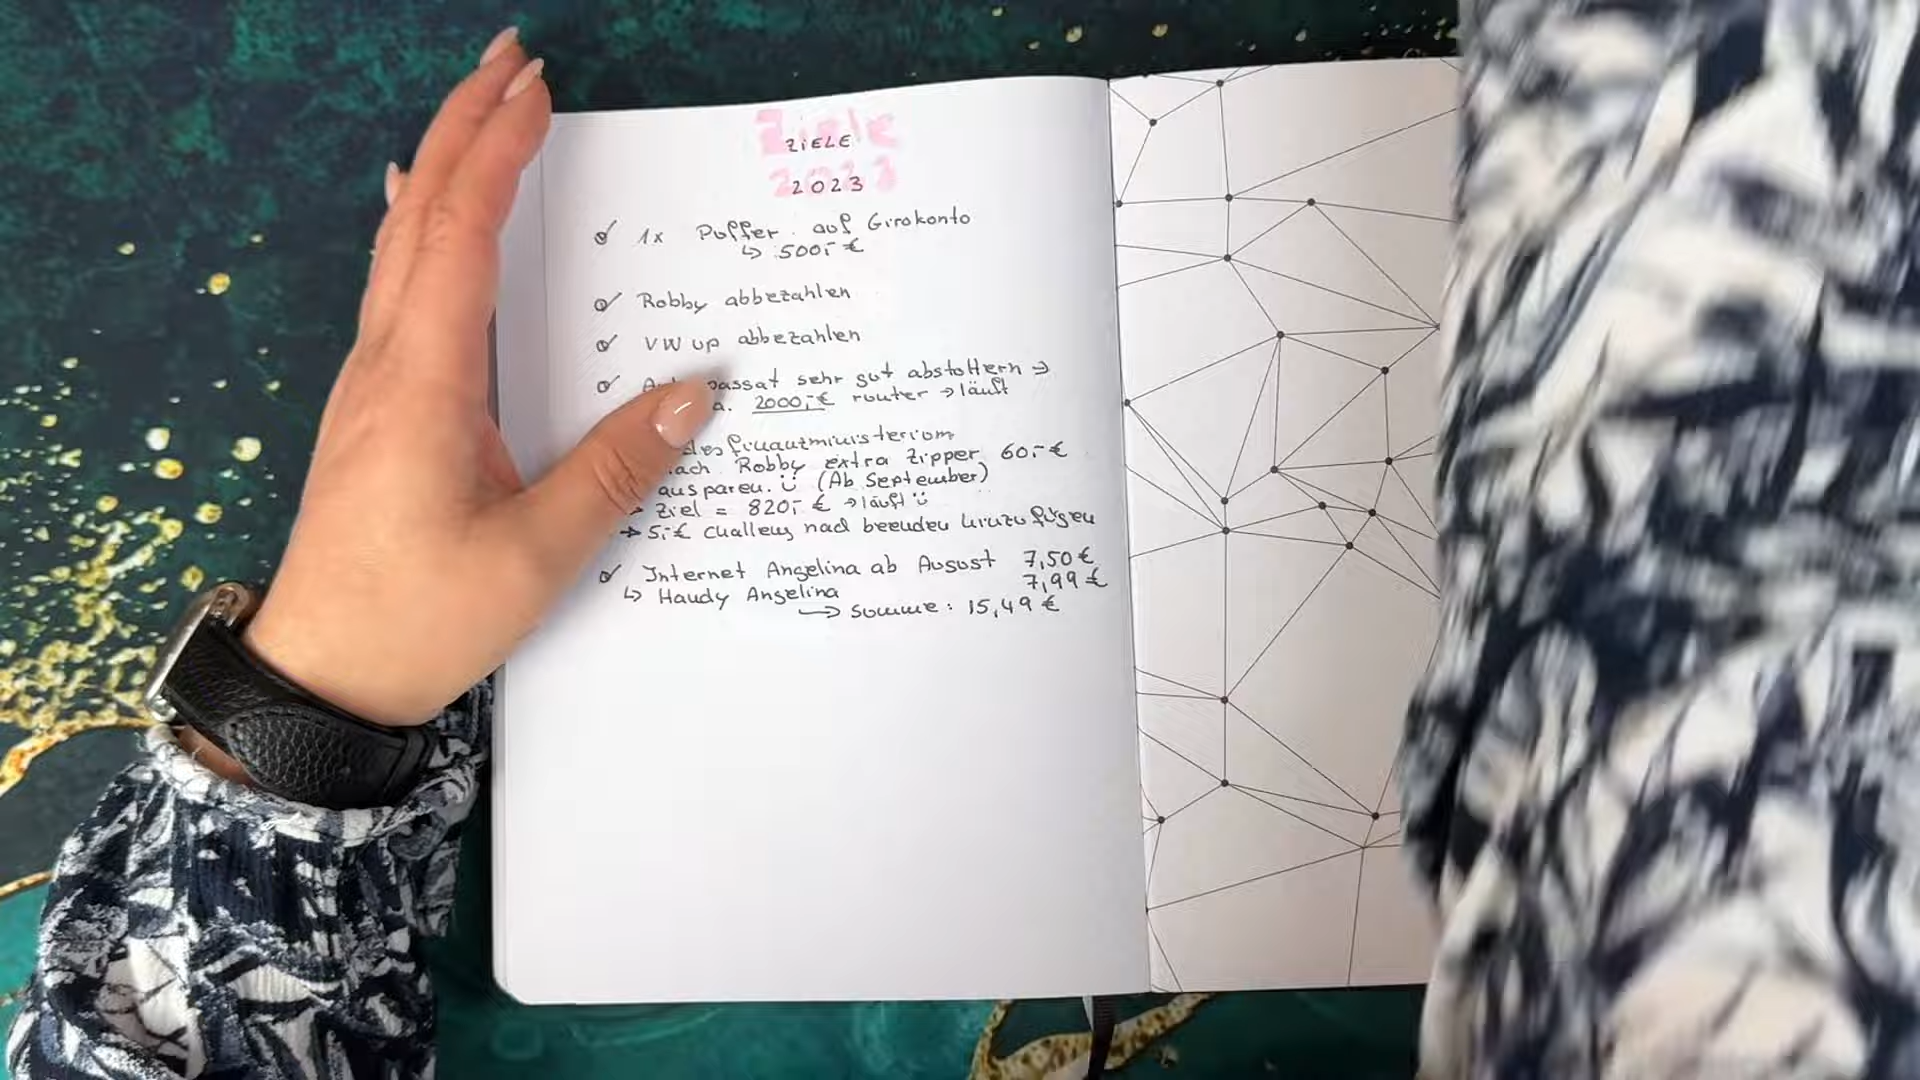 ZiELE
2023
1x Puffer auf Girokonto
↳ 500,- €
Robby abbezahlen
VW up abbezahlen
passat sehr gut abstottern →
2000,- € runter → läuft
finanzministerium
Robby extra Zipper 60,- €
(Ab September)
→ Ziel = 820,- € → läuft ü
→ 5,- € Challeng nach beenden hinzufügen
Internet Angelina ab August 7,50 €
↳ Handy Angelina 7,99 €
→ Summe: 15,49 €